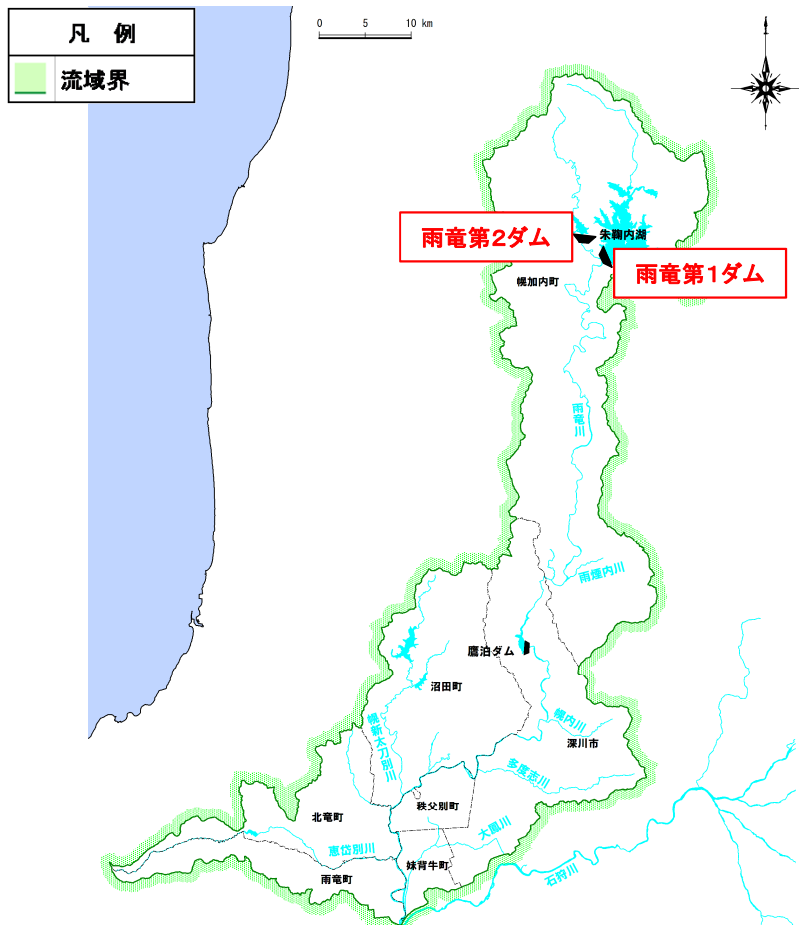 凡 例
流域界
0 5 10 km
雨竜第2ダム
朱鞠内湖
雨竜第1ダム
幌加内町
雨竜川
雨煙内川
鷹泊ダム
沼田町
幌内川
深川市
幌新太刀別川
多度志川
秩父別町
北竜町
大鳳川
恵岱別川
妹背牛町
石狩川
雨竜町